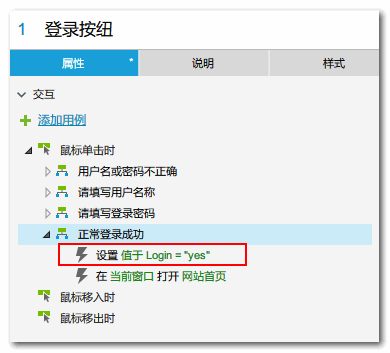 1 登录按钮
属性 * 说明 样式
交互
添加用例
鼠标单击时
用户名或密码不正确
请填写用户名称
请填写登录密码
正常登录成功
设置 值于 Login = "yes"
在 当前窗口 打开 网站首页
鼠标移入时
鼠标移出时